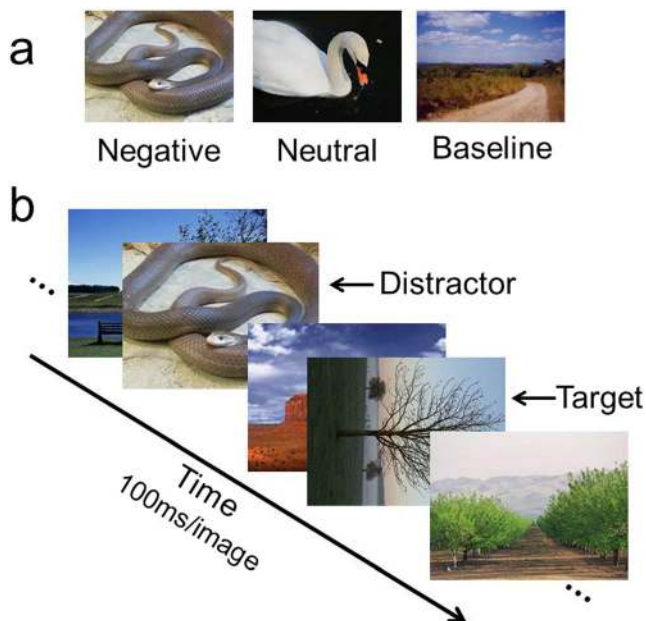 a
Negative Neutral Baseline
b
Distractor
Target
Time
100ms/image